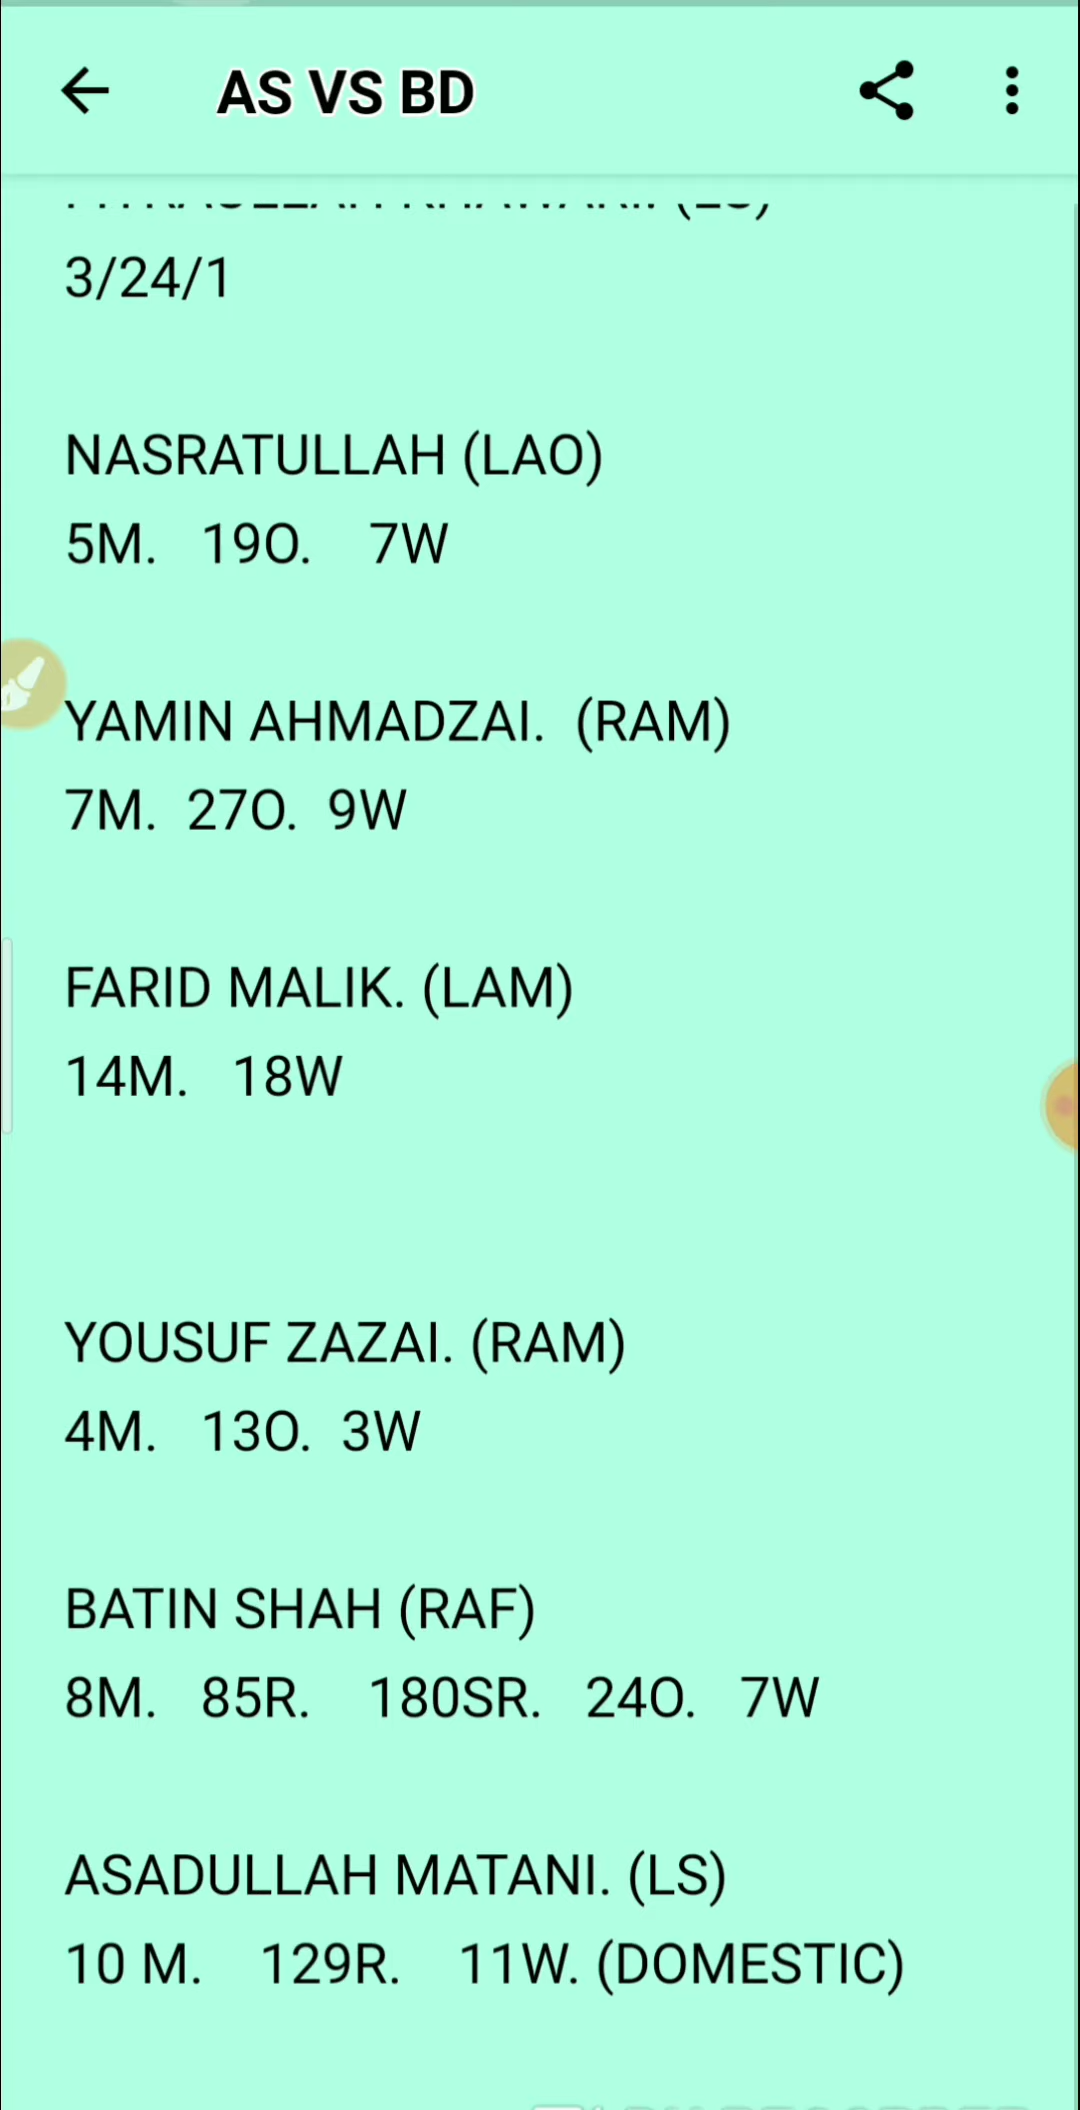 AS VS BD
3/24/1
NASRATULLAH (LAO)
5M. 19O. 7W
YAMIN AHMADZAI. (RAM)
7M. 27O. 9W
FARID MALIK. (LAM)
14M. 18W
YOUSUF ZAZAI. (RAM)
4M. 13O. 3W
BATIN SHAH (RAF)
8M. 85R. 180SR. 24O. 7W
ASADULLAH MATANI. (LS)
10 M. 129R. 11W. (DOMESTIC)